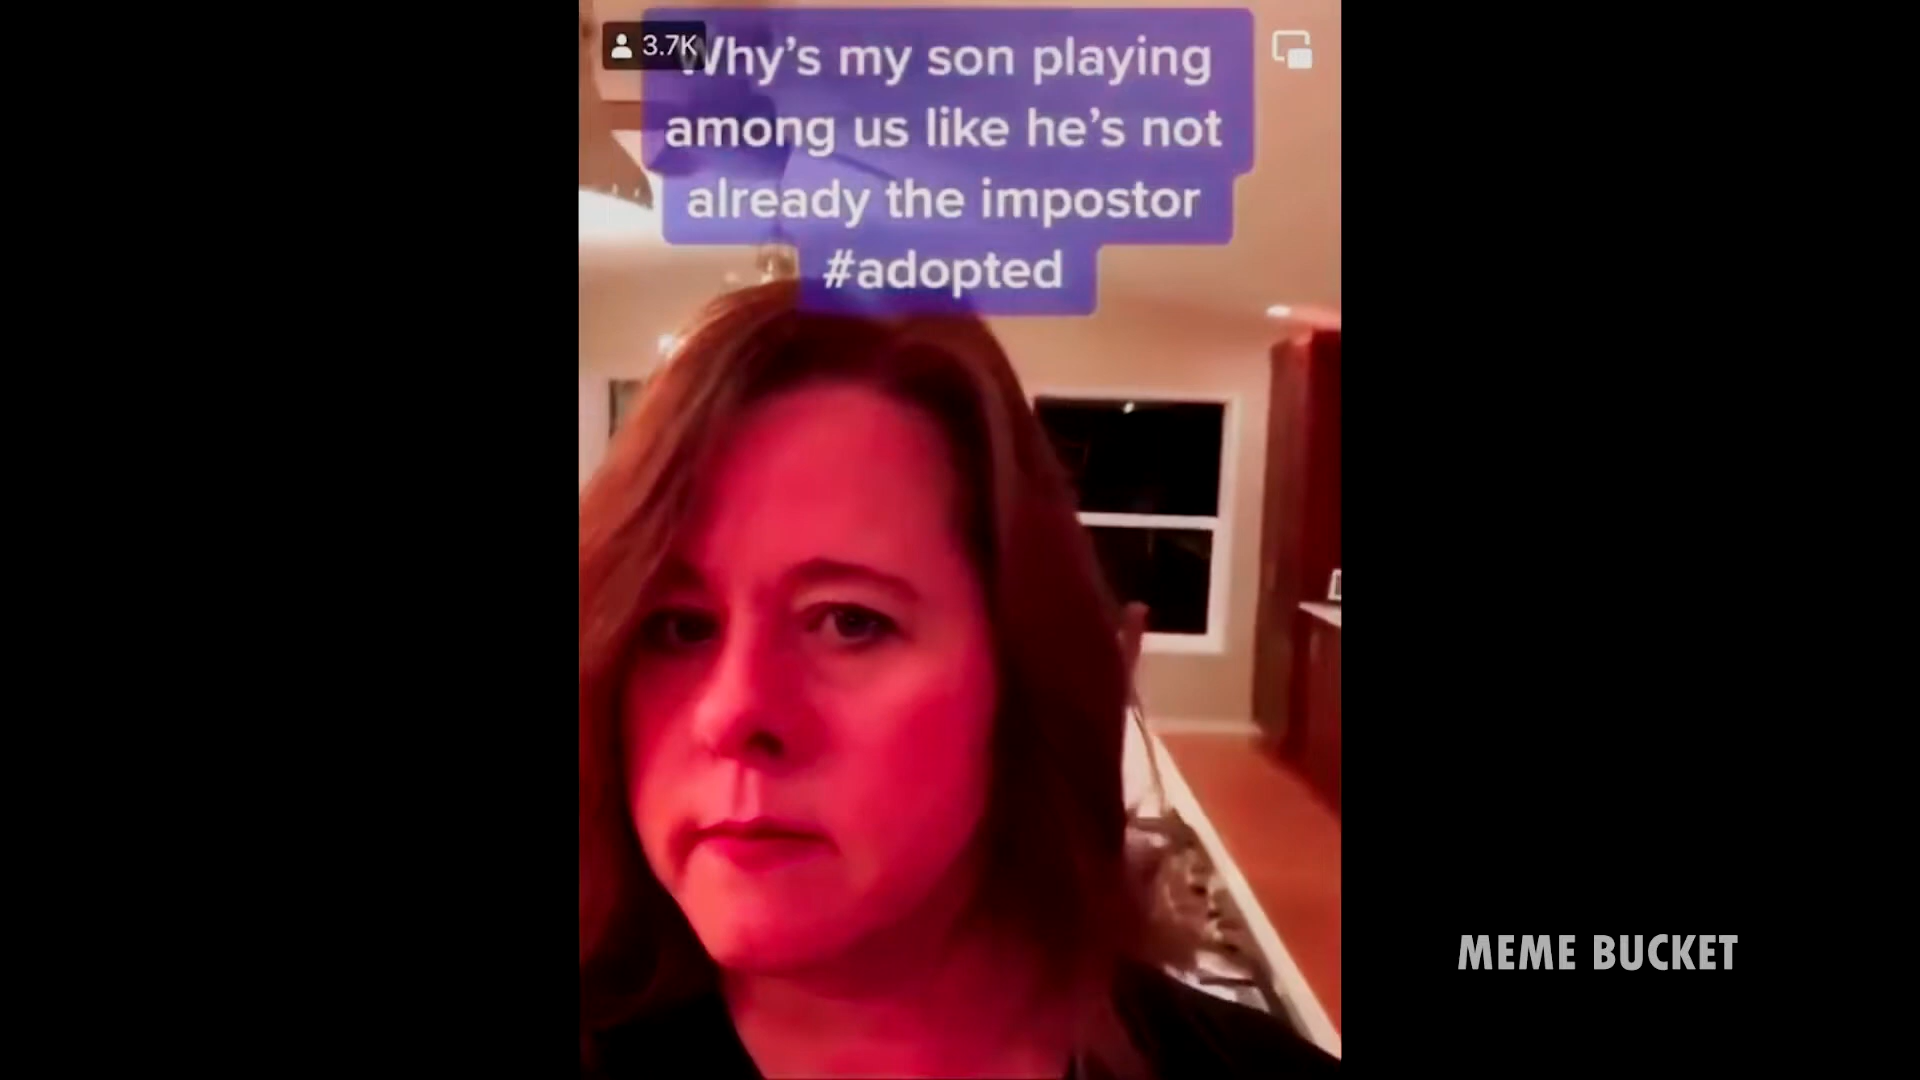 3.7K
Why's my son playing
among us like he's not
already the impostor
#adopted
MEME BUCKET